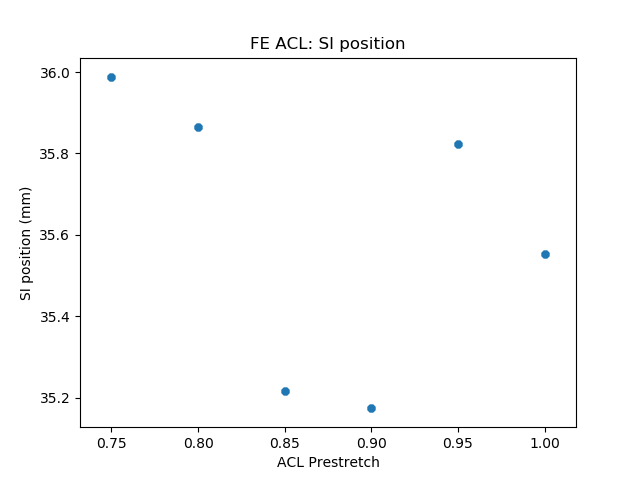 FE ACL: SI position
36.0
35.8
35.6
35.4
35.2
SI position (mm)
0.75 0.80 0.85 0.90 0.95 1.00
ACL Prestretch